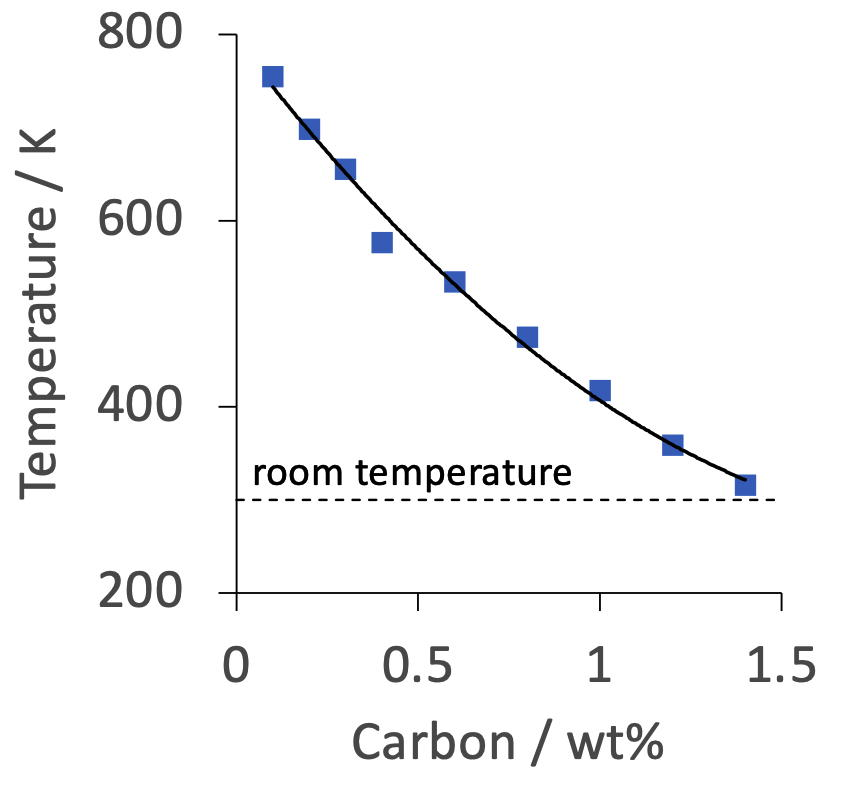 800
600
400
200
Temperature / K
room temperature
0 0.5 1 1.5
Carbon / wt%